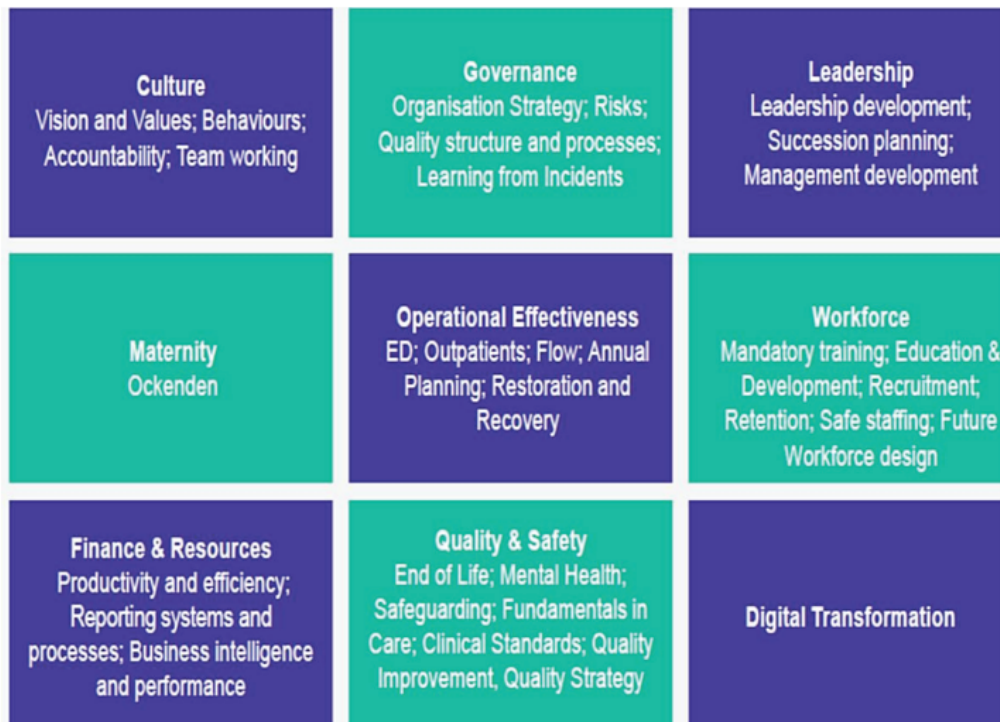 Culture
Vision and Values; Behaviours;
Accountability; Team working
Governance
Organisation Strategy; Risks;
Quality structure and processes;
Learning from Incidents
Leadership
Leadership development;
Succession planning;
Management development
Maternity
Ockenden
Operational Effectiveness
ED; Outpatients; Flow; Annual
Planning; Restoration and
Recovery
Workforce
Mandatory training; Education &
Development; Recruitment;
Retention; Safe staffing; Future
Workforce design
Finance & Resources
Productivity and efficiency;
Reporting systems and
processes; Business intelligence
and performance
Quality & Safety
End of Life; Mental Health;
Safeguarding; Fundamentals in
Care; Clinical Standards; Quality
Improvement, Quality Strategy
Digital Transformation